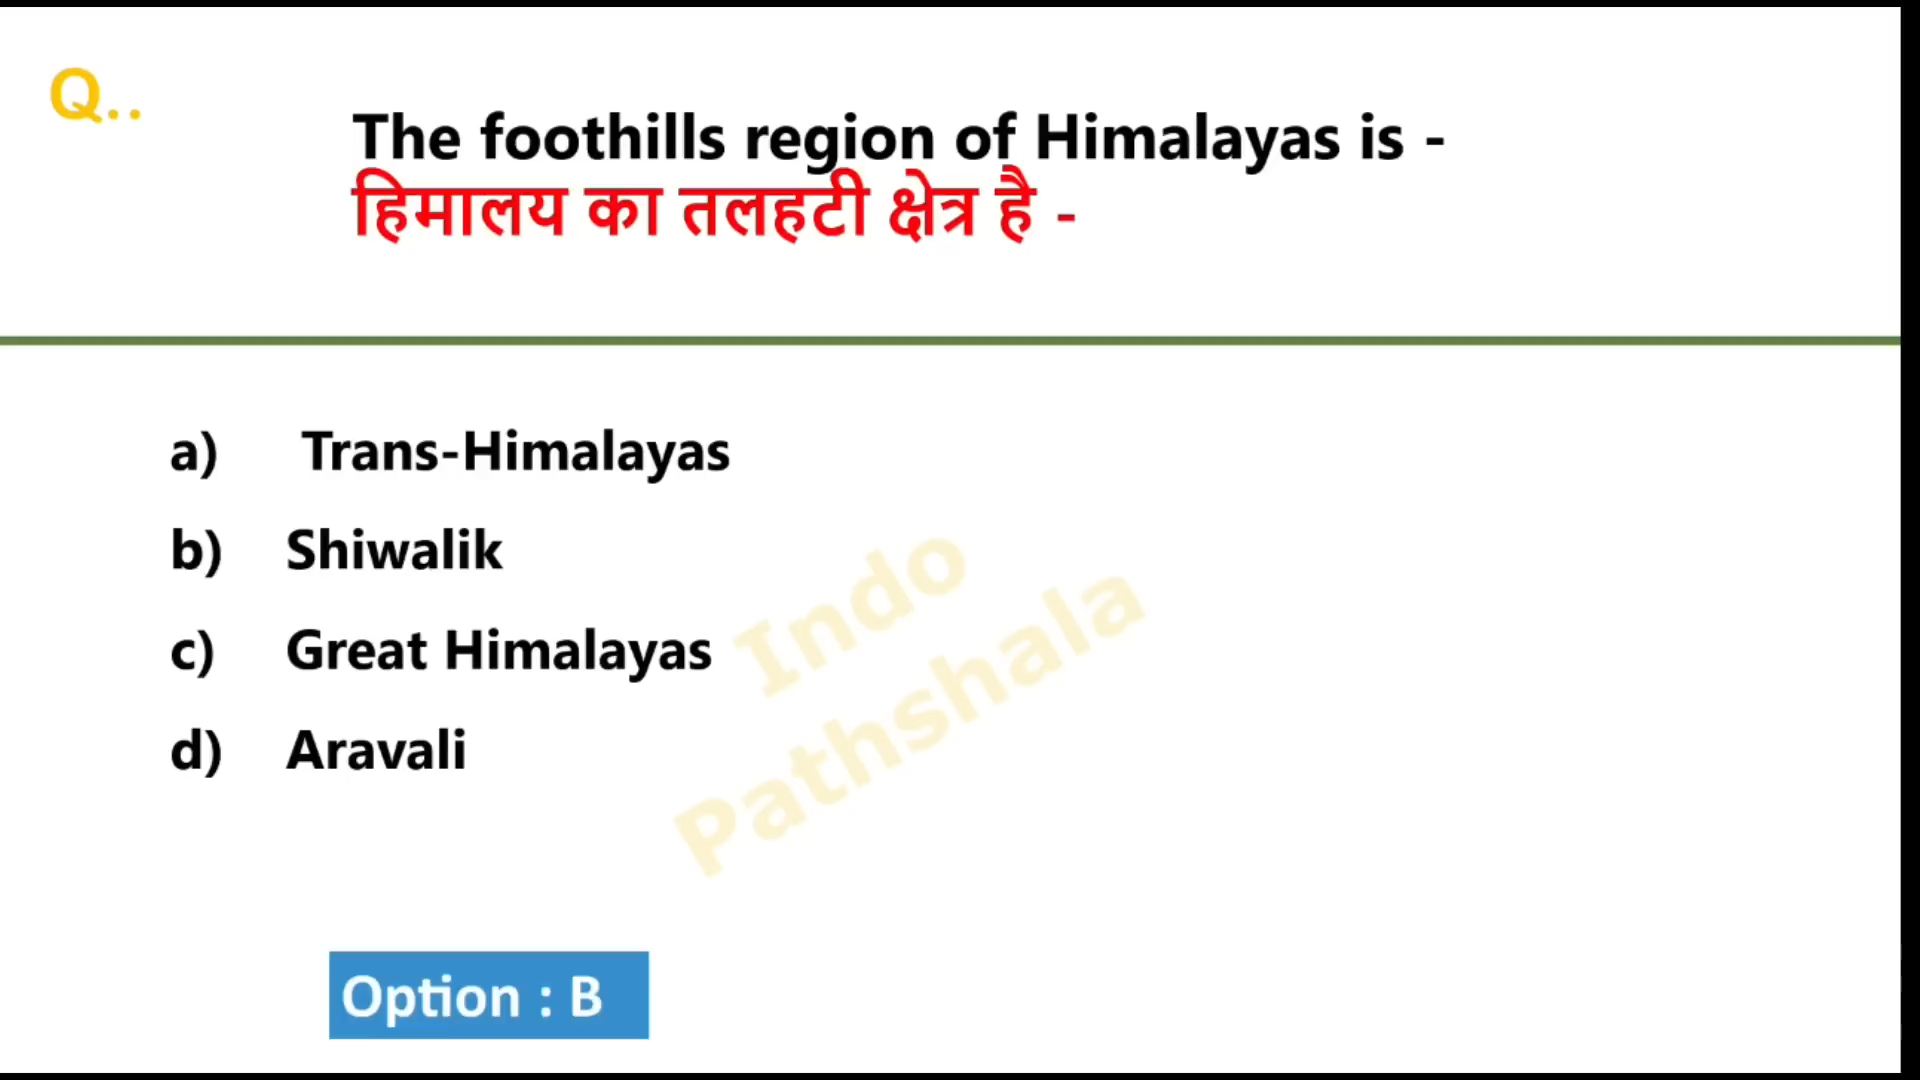 Q..
The foothills region of Himalayas is -
हिमालय का तलहटी क्षेत्र है -
a) Trans-Himalayas
b) Shiwalik
c) Great Himalayas
d) Aravali
Indo
Pathshala
Option : B